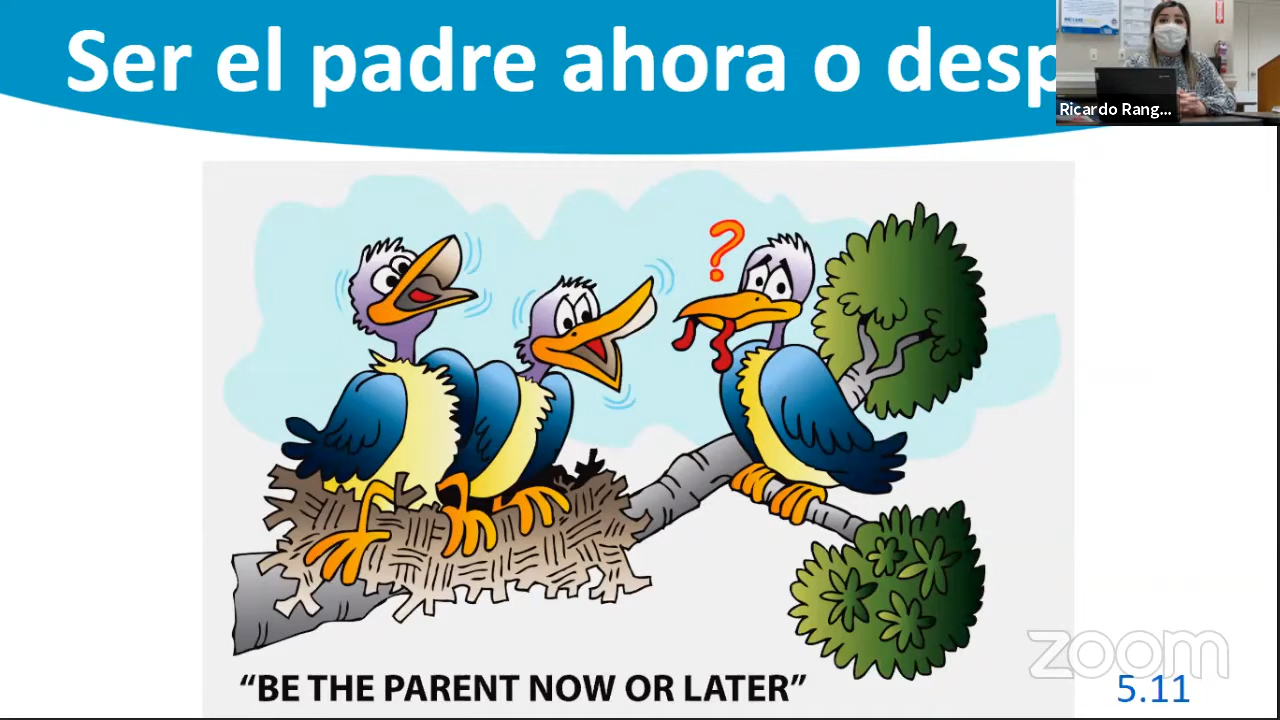 Ser el padre ahora o desp
Ricardo Rang...
?
"BE THE PARENT NOW OR LATER"
zoom
5.11